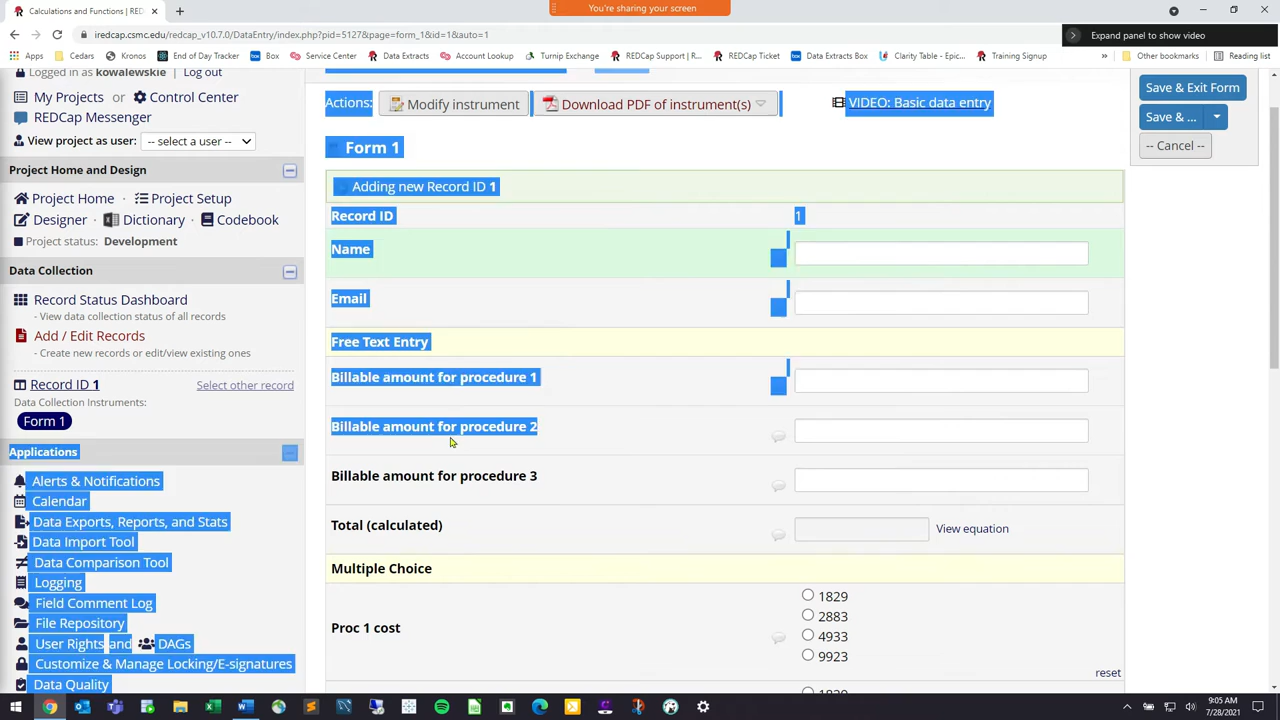 Calculations and Functions | RED
You're sharing your screen
iredcap.csmc.edu/redcap_v10.7.0/DataEntry/index.php?pid=5127&page=form_1&id=1&auto=1
Expand panel to show video
Apps
Cedars
Kronos
End of Day Tracker
Box
Service Center
Data Extracts
Account Lookup
Turnip Exchange
REDCap Support | R...
REDCap Ticket
Data Extracts Box
Clarity Table - Epic...
Training Signup
Other bookmarks
Reading list
Logged in as kowalewskie | Log out
My Projects or Control Center
REDCap Messenger
View project as user: -- select a user --
Project Home and Design
Project Home Project Setup
Designer Dictionary Codebook
Project status: Development
Data Collection
Record Status Dashboard
- View data collection status of all records
Add / Edit Records
- Create new records or edit/view existing ones
Record ID 1 Select other record
Data Collection Instruments:
Form 1
Applications
Alerts & Notifications
Calendar
Data Exports, Reports, and Stats
Data Import Tool
Data Comparison Tool
Logging
Field Comment Log
File Repository
User Rights and DAGs
Customize & Manage Locking/E-signatures
Data Quality
Actions: Modify instrument Download PDF of instrument(s) VIDEO: Basic data entry
Form 1
Adding new Record ID 1
Record ID 1
Name
Email
Free Text Entry
Billable amount for procedure 1
Billable amount for procedure 2
Billable amount for procedure 3
Total (calculated) View equation
Multiple Choice
Proc 1 cost
1829
2883
4933
9923
reset
1829
Save & Exit Form
Save & ...
-- Cancel --
9:05 AM
7/28/2021